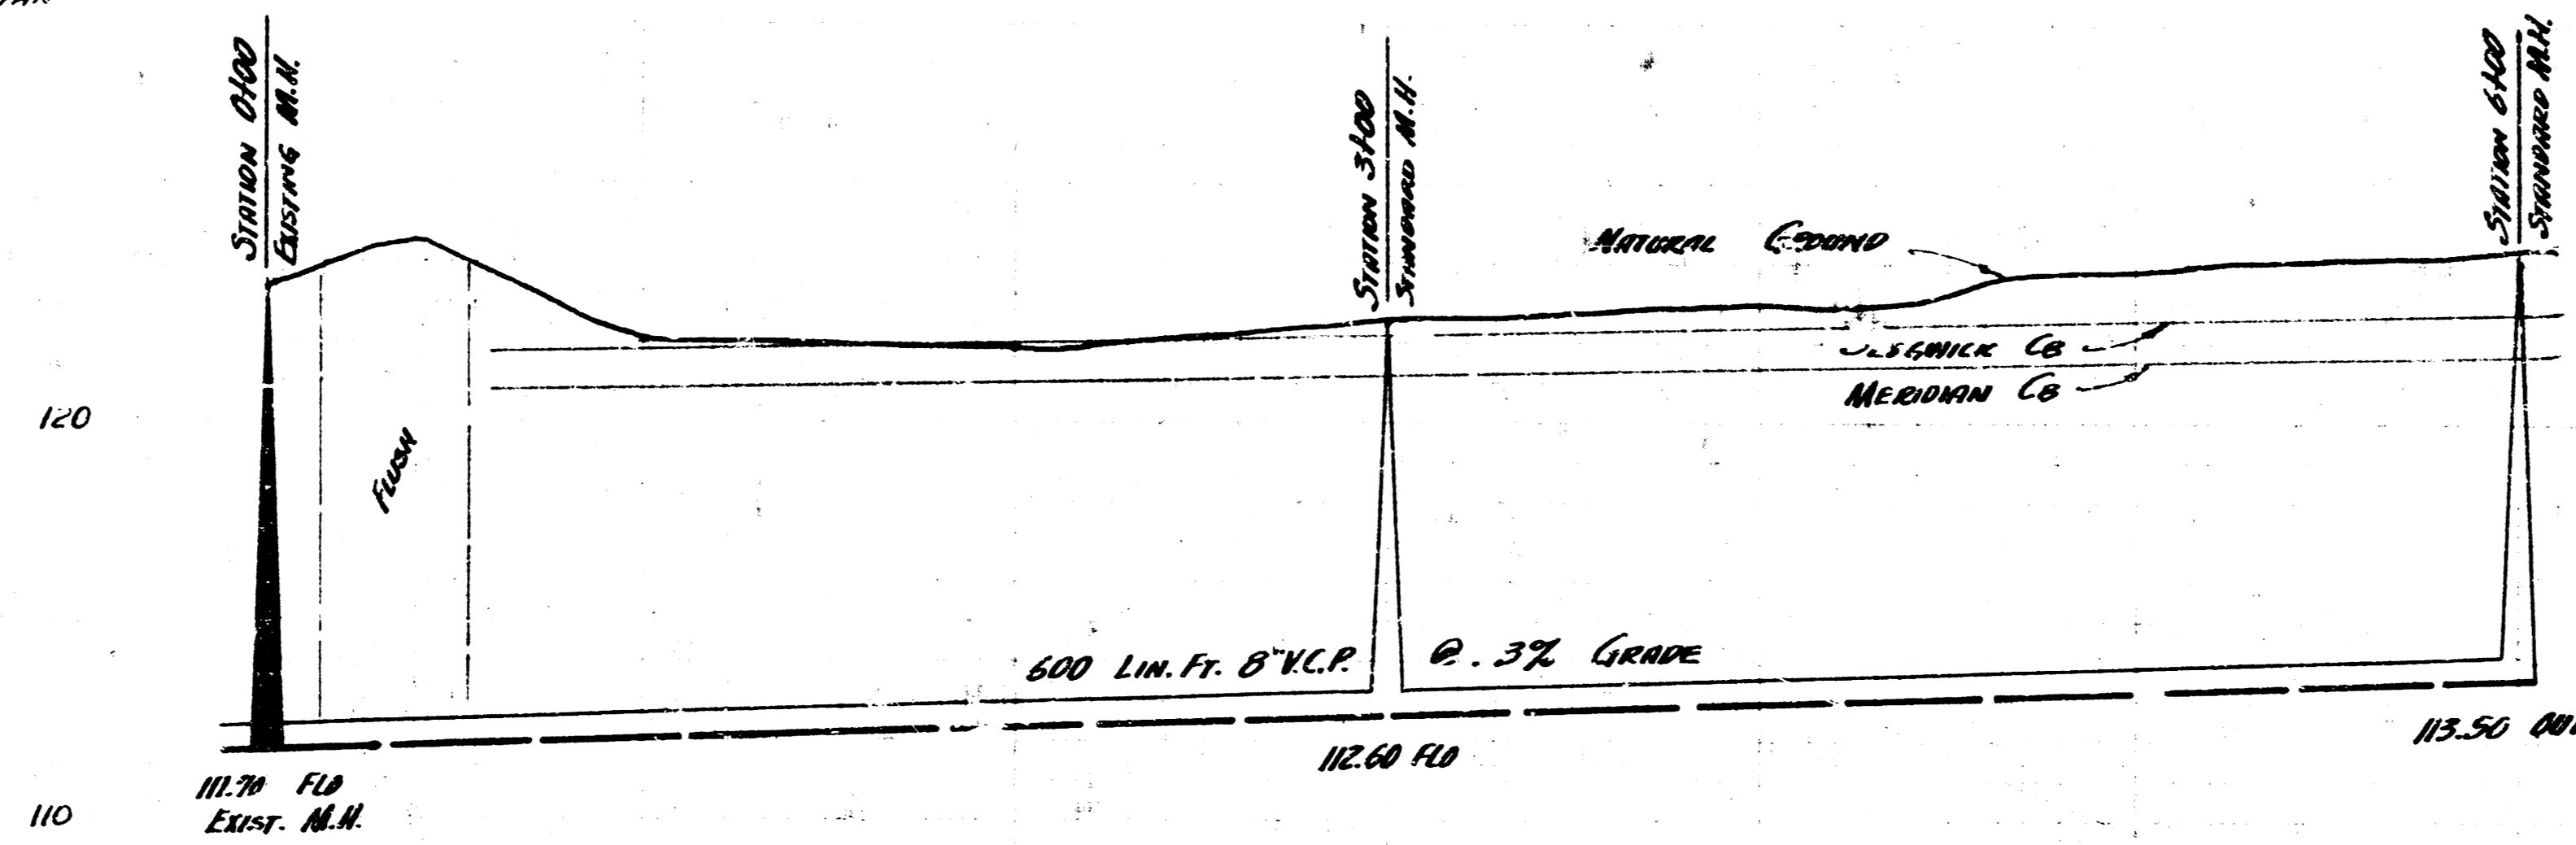 STATION 0+00
EXISTING M.H.
STATION 3+00
STANDARD M.H.
STATION 6+00
STANDARD M.H.
NATURAL GROUND
CB
MERIDIAN CB
120
FLUSH
600 LIN. FT. 8" V.C.P. @ .3% GRADE
111.70 FLO
EXIST. M.H.
112.60 FLO
113.50
110